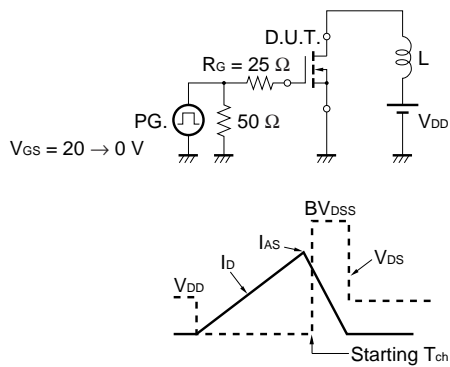 D.U.T.
RG = 25 Ω
L
PG.
50 Ω
VDD
VGS = 20 → 0 V
BVDSS
IAS
ID
VDS
VDD
Starting Tch